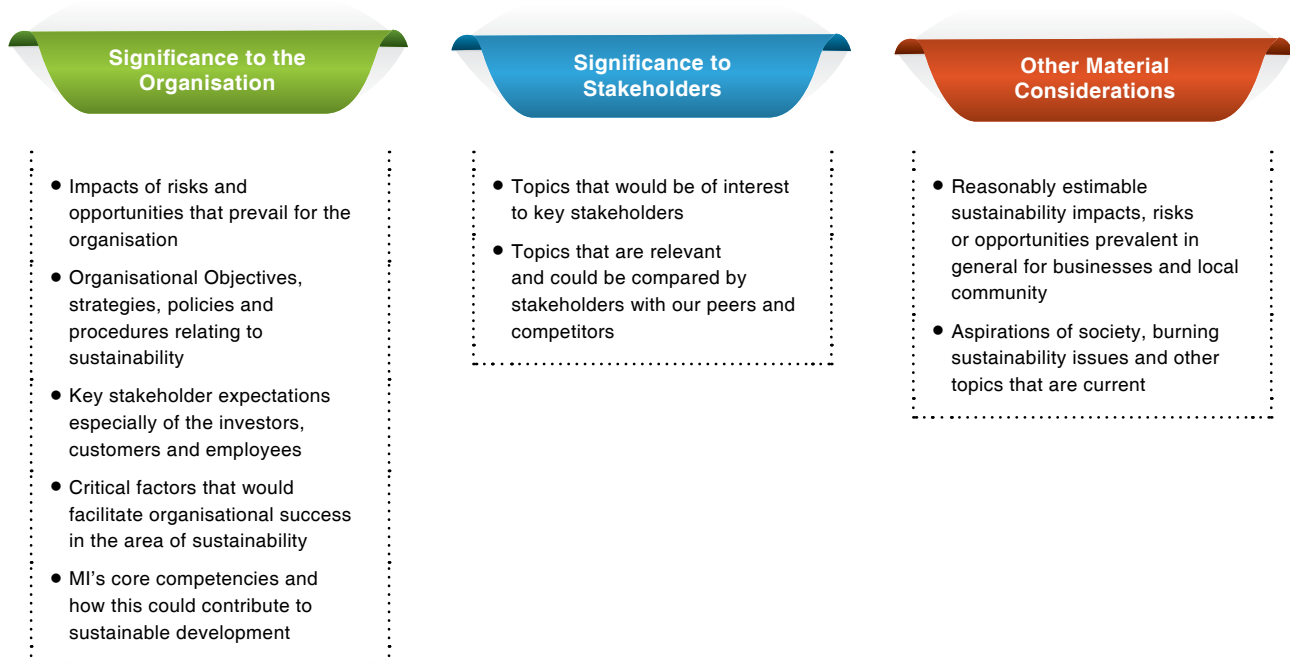 Significance to the
Organisation
• Impacts of risks and
opportunities that prevail for the
organisation
• Organisational Objectives,
strategies, policies and
procedures relating to
sustainability
• Key stakeholder expectations
especially of the investors,
customers and employees
• Critical factors that would
facilitate organisational success
in the area of sustainability
• MI's core competencies and
how this could contribute to
sustainable development
Significance to
Stakeholders
• Topics that would be of interest
to key stakeholders
• Topics that are relevant
and could be compared by
stakeholders with our peers and
competitors
Other Material
Considerations
• Reasonably estimable
sustainability impacts, risks
or opportunities prevalent in
general for businesses and local
community
• Aspirations of society, burning
sustainability issues and other
topics that are current